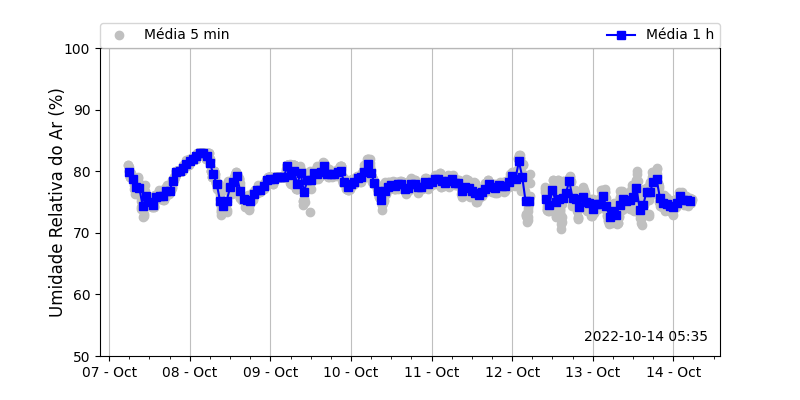 Média 5 min
Média 1 h
Umidade Relativa do Ar (%)
100
90
80
70
60
50
2022-10-14 05:35
07 - Oct
08 - Oct
09 - Oct
10 - Oct
11 - Oct
12 - Oct
13 - Oct
14 - Oct